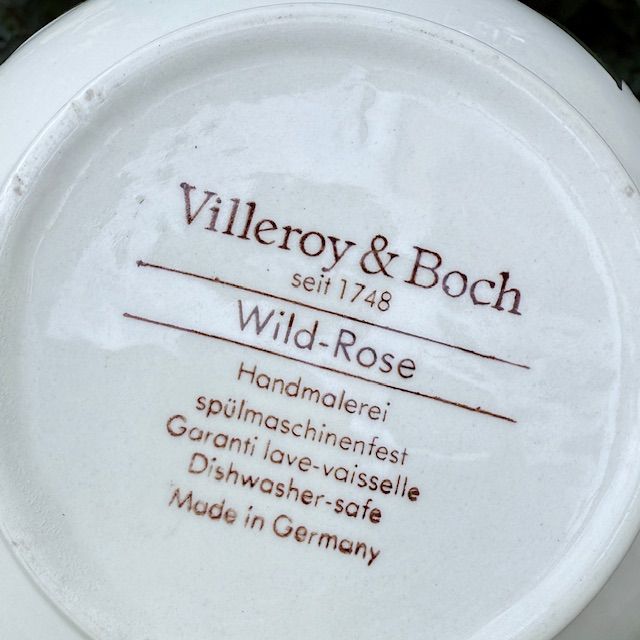 Villeroy & Boch
seit 1748
Wild-Rose
Handmalerei
spülmaschinenfest
Garanti lave-vaisselle
Dishwasher-safe
Made in Germany